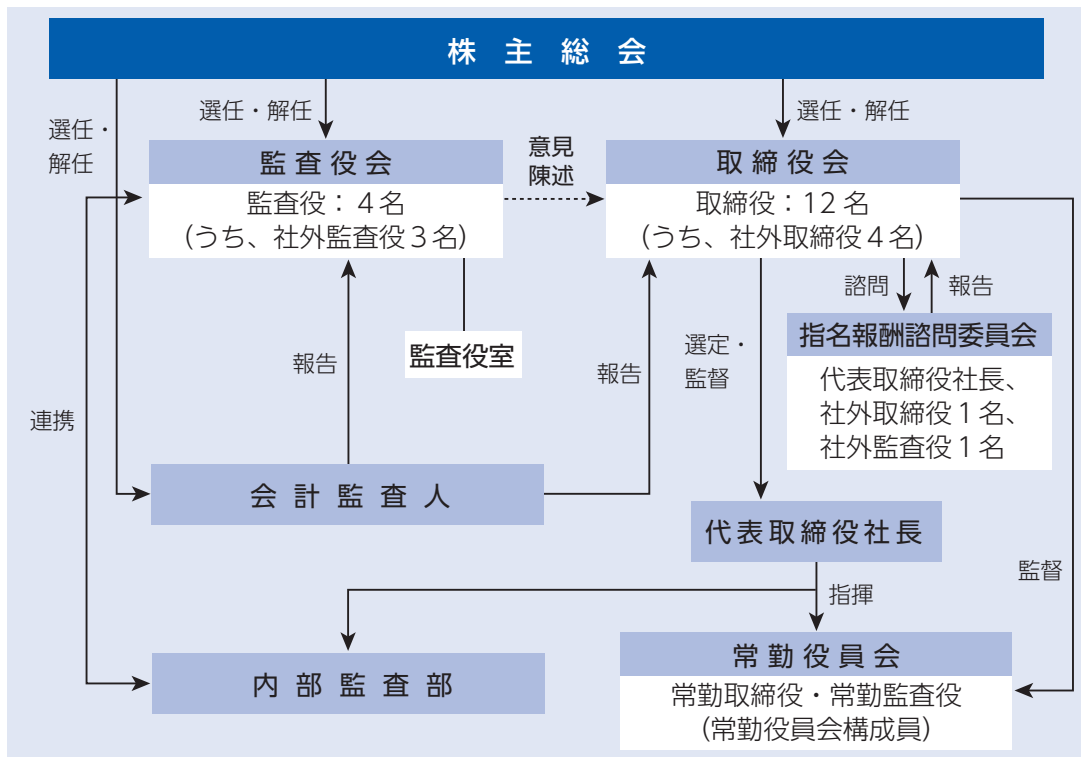 株主総会
選任・
解任
選任・解任
選任・解任
監査役会
監査役：４名
（うち、社外監査役３名）
意見
陳述
取締役会
取締役：12名
（うち、社外取締役４名）
諮問
報告
監査役室
報告
報告
選定・
監督
指名報酬諮問委員会
代表取締役社長、
社外取締役１名、
社外監査役１名
連携
会計監査人
代表取締役社長
監督
指揮
内部監査部
常勤役員会
常勤取締役・常勤監査役
（常勤役員会構成員）